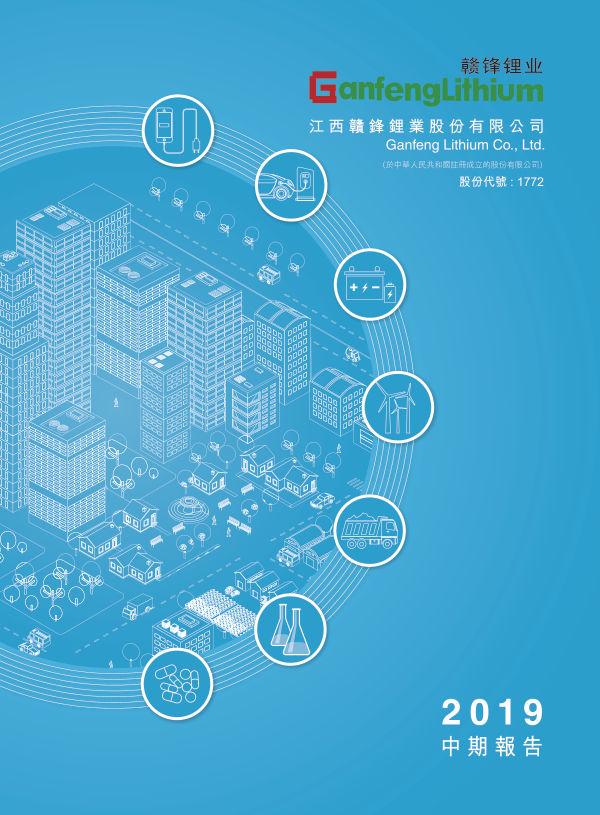 赣锋锂业
GanfengLithium
江西贛鋒鋰業股份有限公司
Ganfeng Lithium Co., Ltd.
(於中華人民共和國註冊成立的股份有限公司)
股份代號 : 1772
2019
中期報告